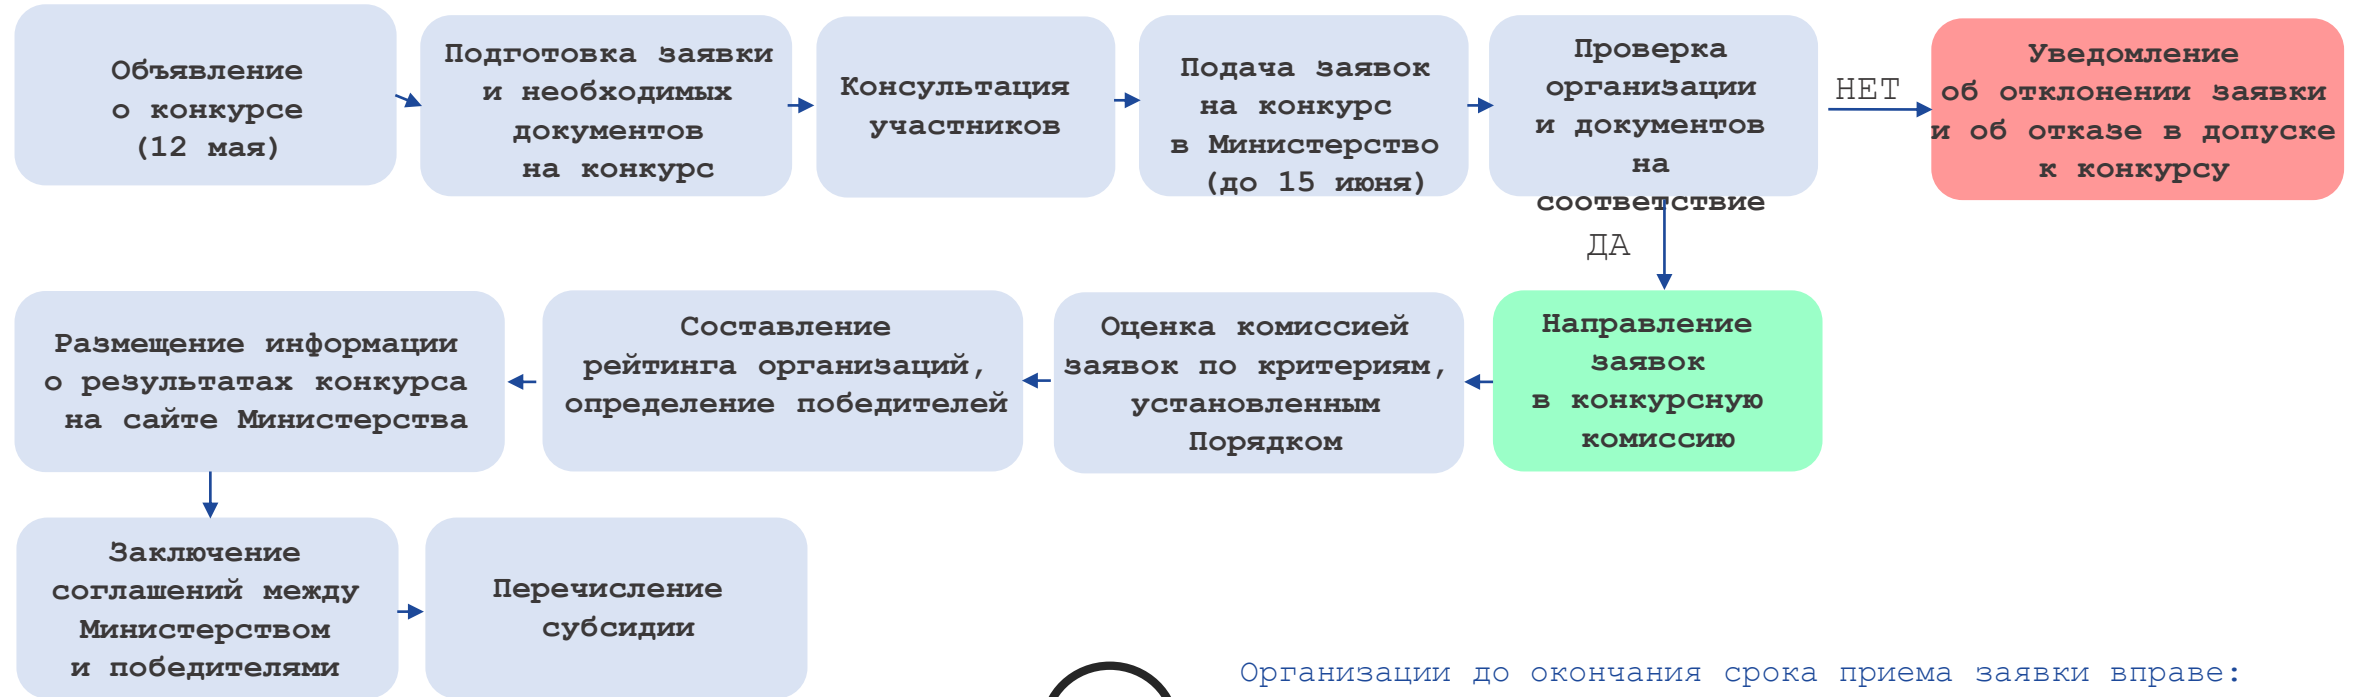 Объявление
о конкурсе
(12 мая)
Подготовка заявки
и необходимых
документов
на конкурс
Консультация
участников
Подача заявок
на конкурс
в Министерство
(до 15 июня)
Проверка
организации
и документов
на
соответствие
НЕТ
Уведомление
об отклонении заявки
и об отказе в допуске
к конкурсу
ДА
Направление
заявок
в конкурсную
комиссию
Оценка комиссией
заявок по критериям,
установленным
Порядком
Составление
рейтинга организаций,
определение победителей
Размещение информации
о результатах конкурса
на сайте Министерства
Заключение
соглашений между
Министерством
и победителями
Перечисление
субсидии
Организации до окончания срока приема заявки вправе: